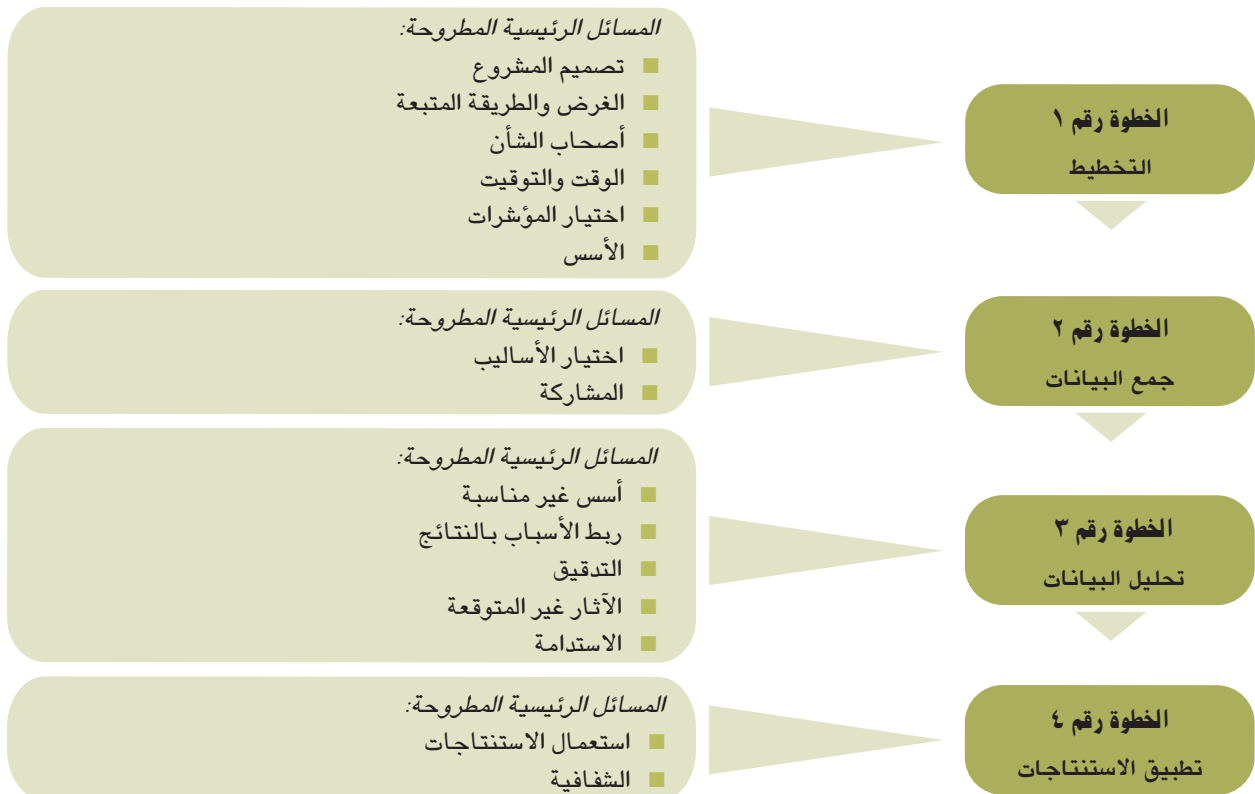 الخطوة رقم ١
التخطيط
المسائل الرئيسية المطروحة:
■ تصميم المشروع
■ الغرض والطريقة المتبعة
■ أصحاب الشأن
■ الوقت والتوقيت
■ اختيار المؤشرات
■ الأسس
الخطوة رقم ٢
جمع البيانات
المسائل الرئيسية المطروحة:
■ اختيار الأساليب
■ المشاركة
الخطوة رقم ٣
تحليل البيانات
المسائل الرئيسية المطروحة:
■ أسس غير مناسبة
■ ربط الأسباب بالنتائج
■ التدقيق
■ الآثار غير المتوقعة
■ الاستدامة
الخطوة رقم ٤
تطبيق الاستنتاجات
المسائل الرئيسية المطروحة:
■ استعمال الاستنتاجات
■ الشفافية